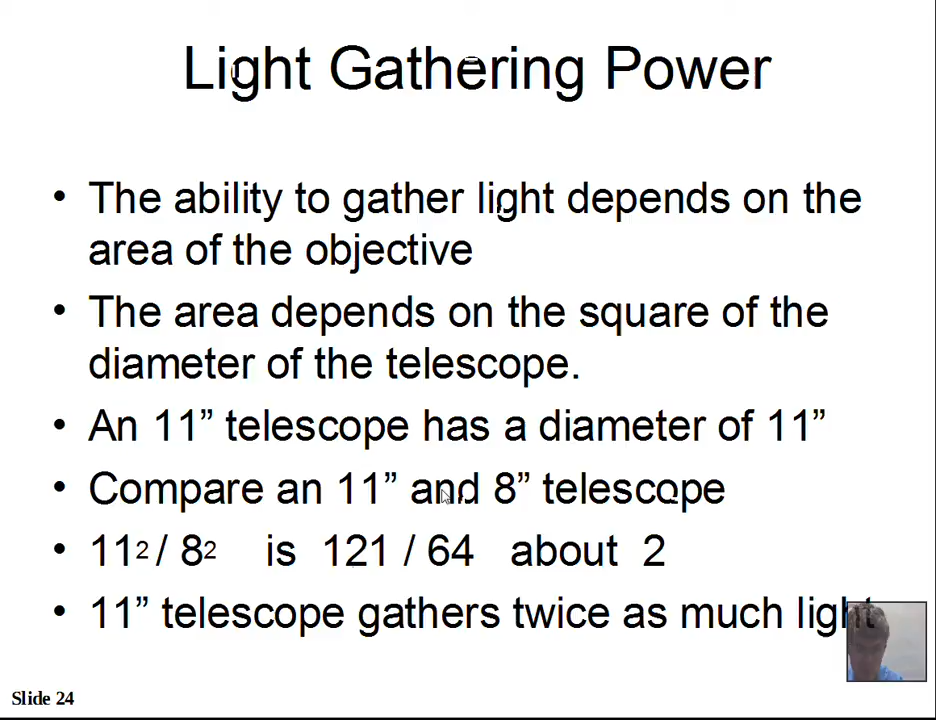 Light Gathering Power
• The ability to gather light depends on the
area of the objective
• The area depends on the square of the
diameter of the telescope.
• An 11” telescope has a diameter of 11”
• Compare an 11” and 8” telescope
• 11² / 8² is 121 / 64 about 2
• 11” telescope gathers twice as much light
Slide 24